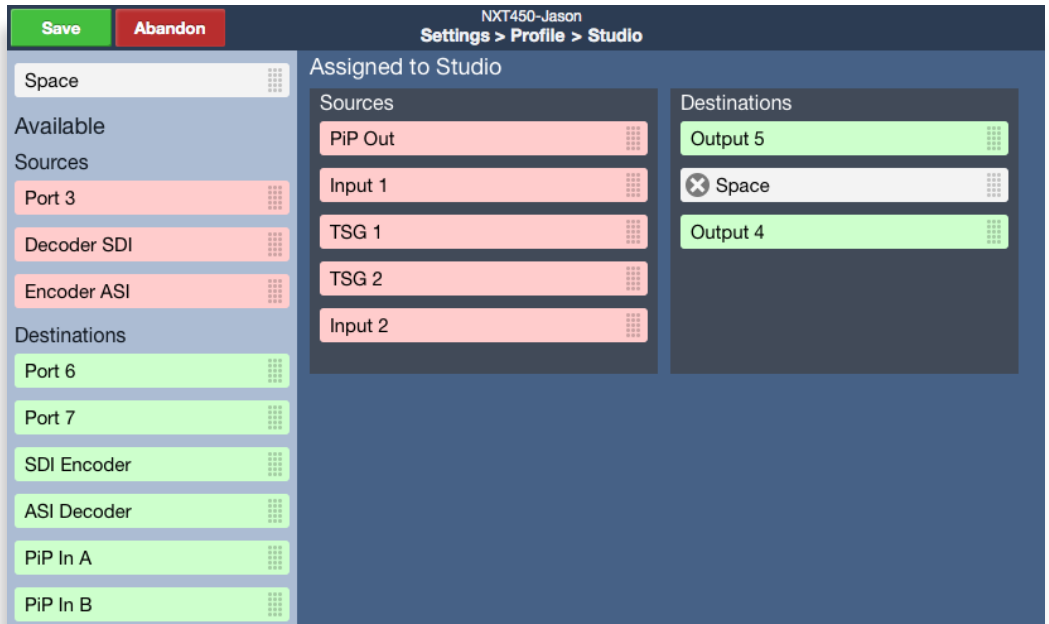 Save
Abandon
NXT450-Jason
Settings > Profile > Studio
Space
Available
Sources
Port 3
Decoder SDI
Encoder ASI
Destinations
Port 6
Port 7
SDI Encoder
ASI Decoder
PiP In A
PiP In B
Assigned to Studio
Sources
PiP Out
Input 1
TSG 1
TSG 2
Input 2
Destinations
Output 5
Space
Output 4